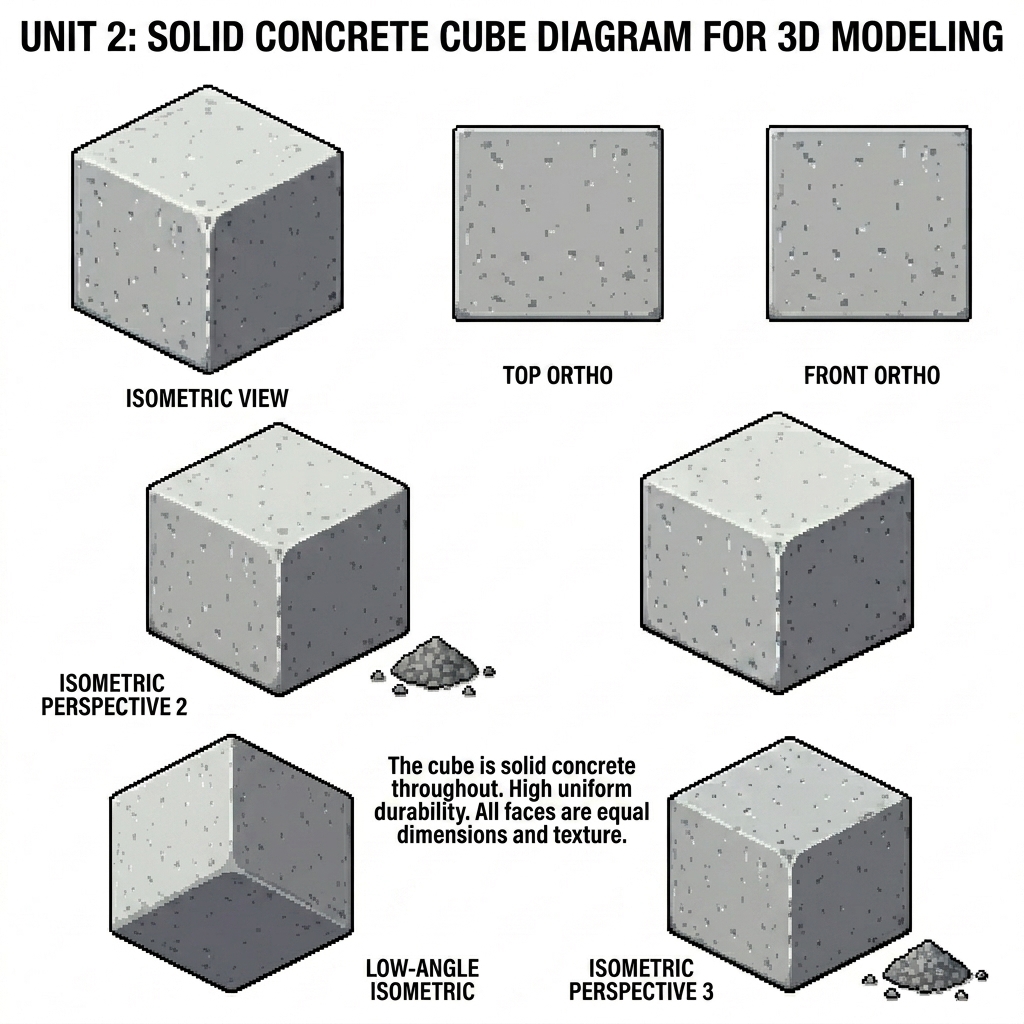 UNIT 2: SOLID CONCRETE CUBE DIAGRAM FOR 3D MODELING
ISOMETRIC VIEW
TOP ORTHO
FRONT ORTHO
ISOMETRIC
PERSPECTIVE 2
The cube is solid concrete
throughout. High uniform
durability. All faces are equal
dimensions and texture.
LOW-ANGLE
ISOMETRIC
ISOMETRIC
PERSPECTIVE 3